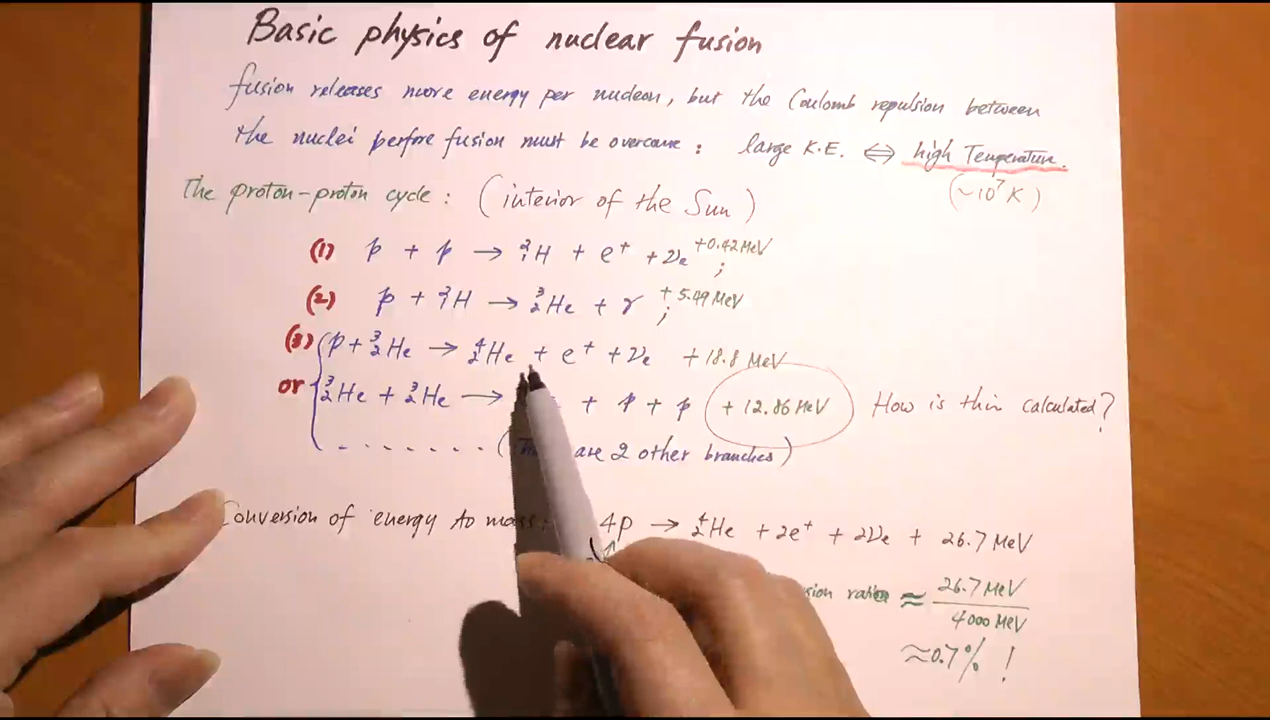 Basic physics of nuclear fusion
fusion releases more energy per nucleon, but the Coulomb repulsion between
the nuclei perfore fusion must be overcome : large K.E. ⇔ high Temperature.
(~10⁷ K)
The proton-proton cycle : (interior of the Sun)
(1) p + p → ²₁H + e⁺ + νe +0.42 MeV ;
(2) p + ²₁H → ³₂He + γ + 5.49 MeV ;
(3) p + ³₂He → ⁴₂He + e⁺ + νe + 18.8 MeV
or ³₂He + ³₂He → + p + p + 12.86 MeV How is this calculated?
. . . . . . . ( are 2 other branches)
Conversion of energy to mass : 4p → ⁴₂He + 2e⁺ + 2νe + 26.7 MeV
≈ 26.7 MeV / 4000 MeV
≈ 0.7% !